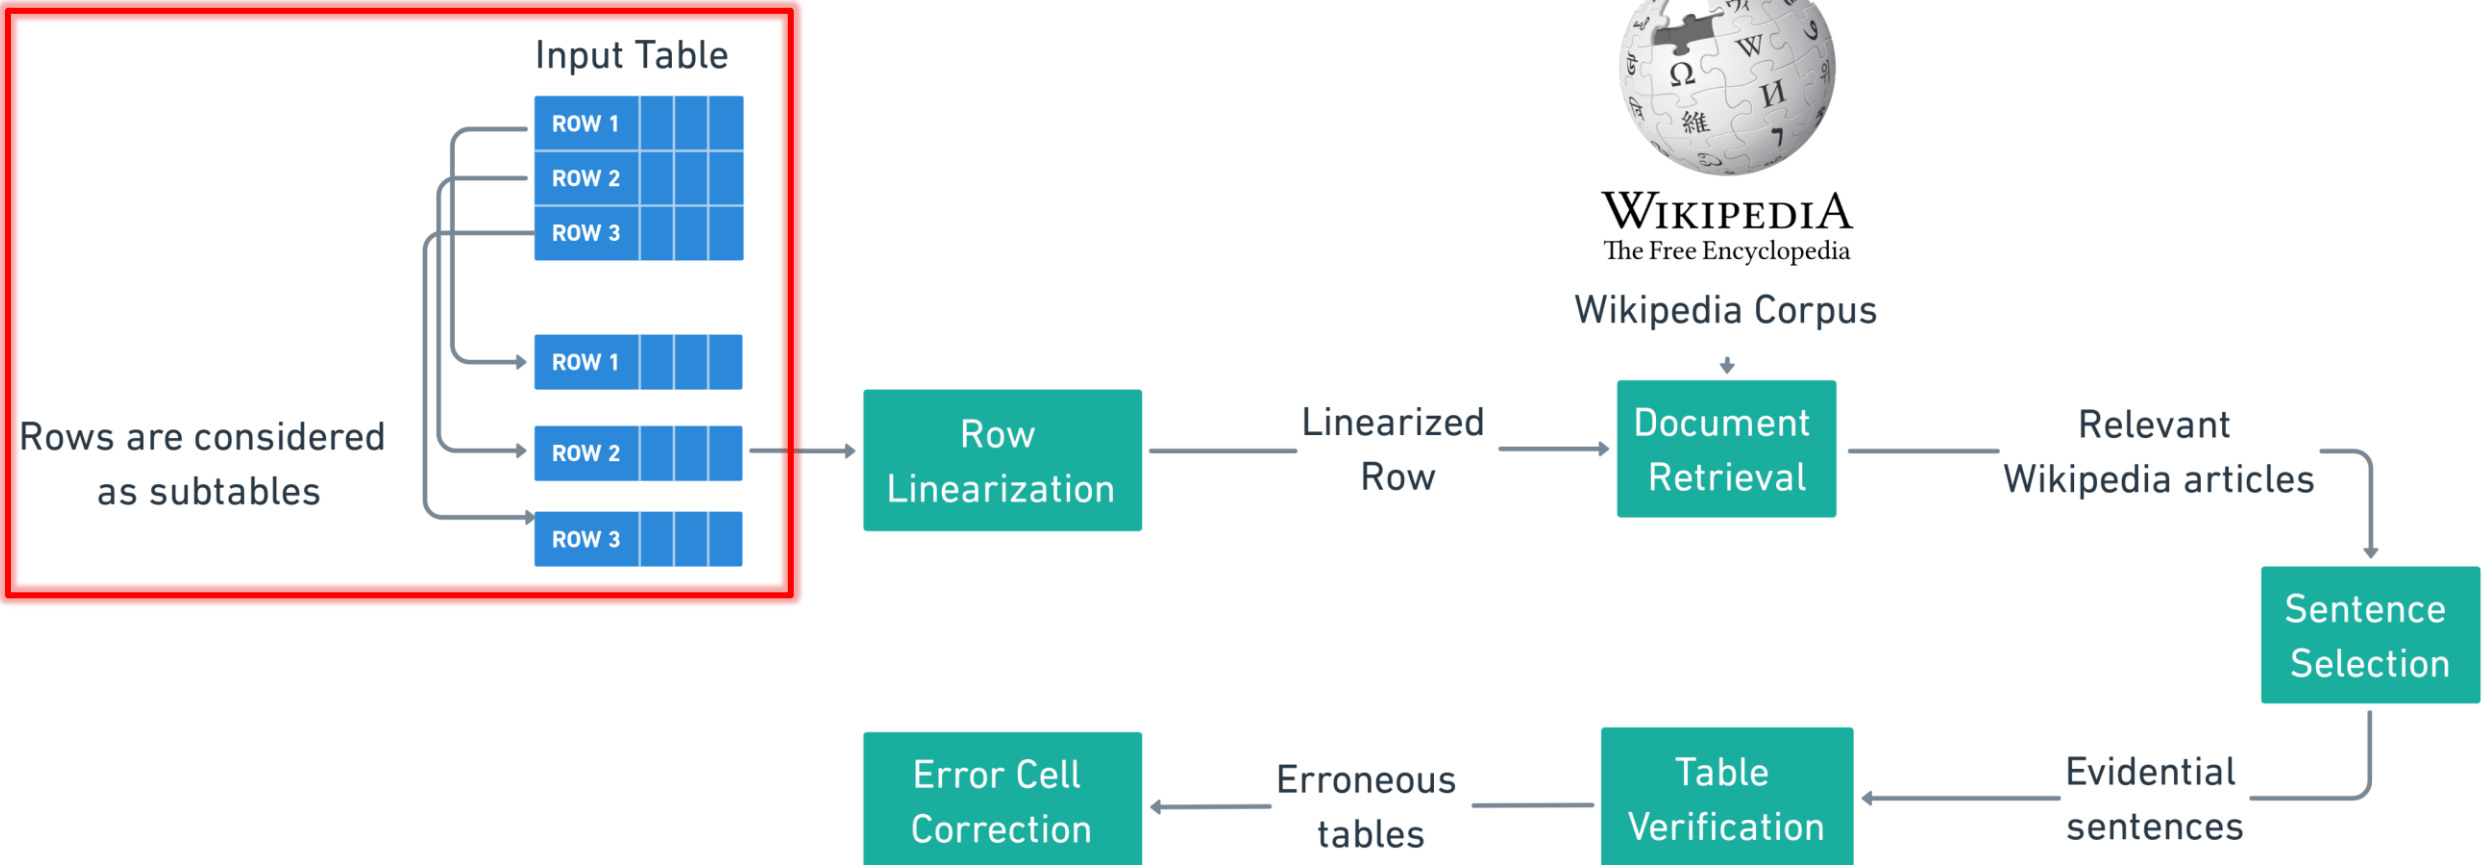 Input Table
ROW 1
ROW 2
ROW 3
ROW 1
ROW 2
ROW 3
Rows are considered
as subtables
Row
Linearization
Linearized
Row
Ω
W
И
維
WIKIPEDIA
The Free Encyclopedia
Wikipedia Corpus
Document
Retrieval
Relevant
Wikipedia articles
Sentence
Selection
Evidential
sentences
Table
Verification
Erroneous
tables
Error Cell
Correction